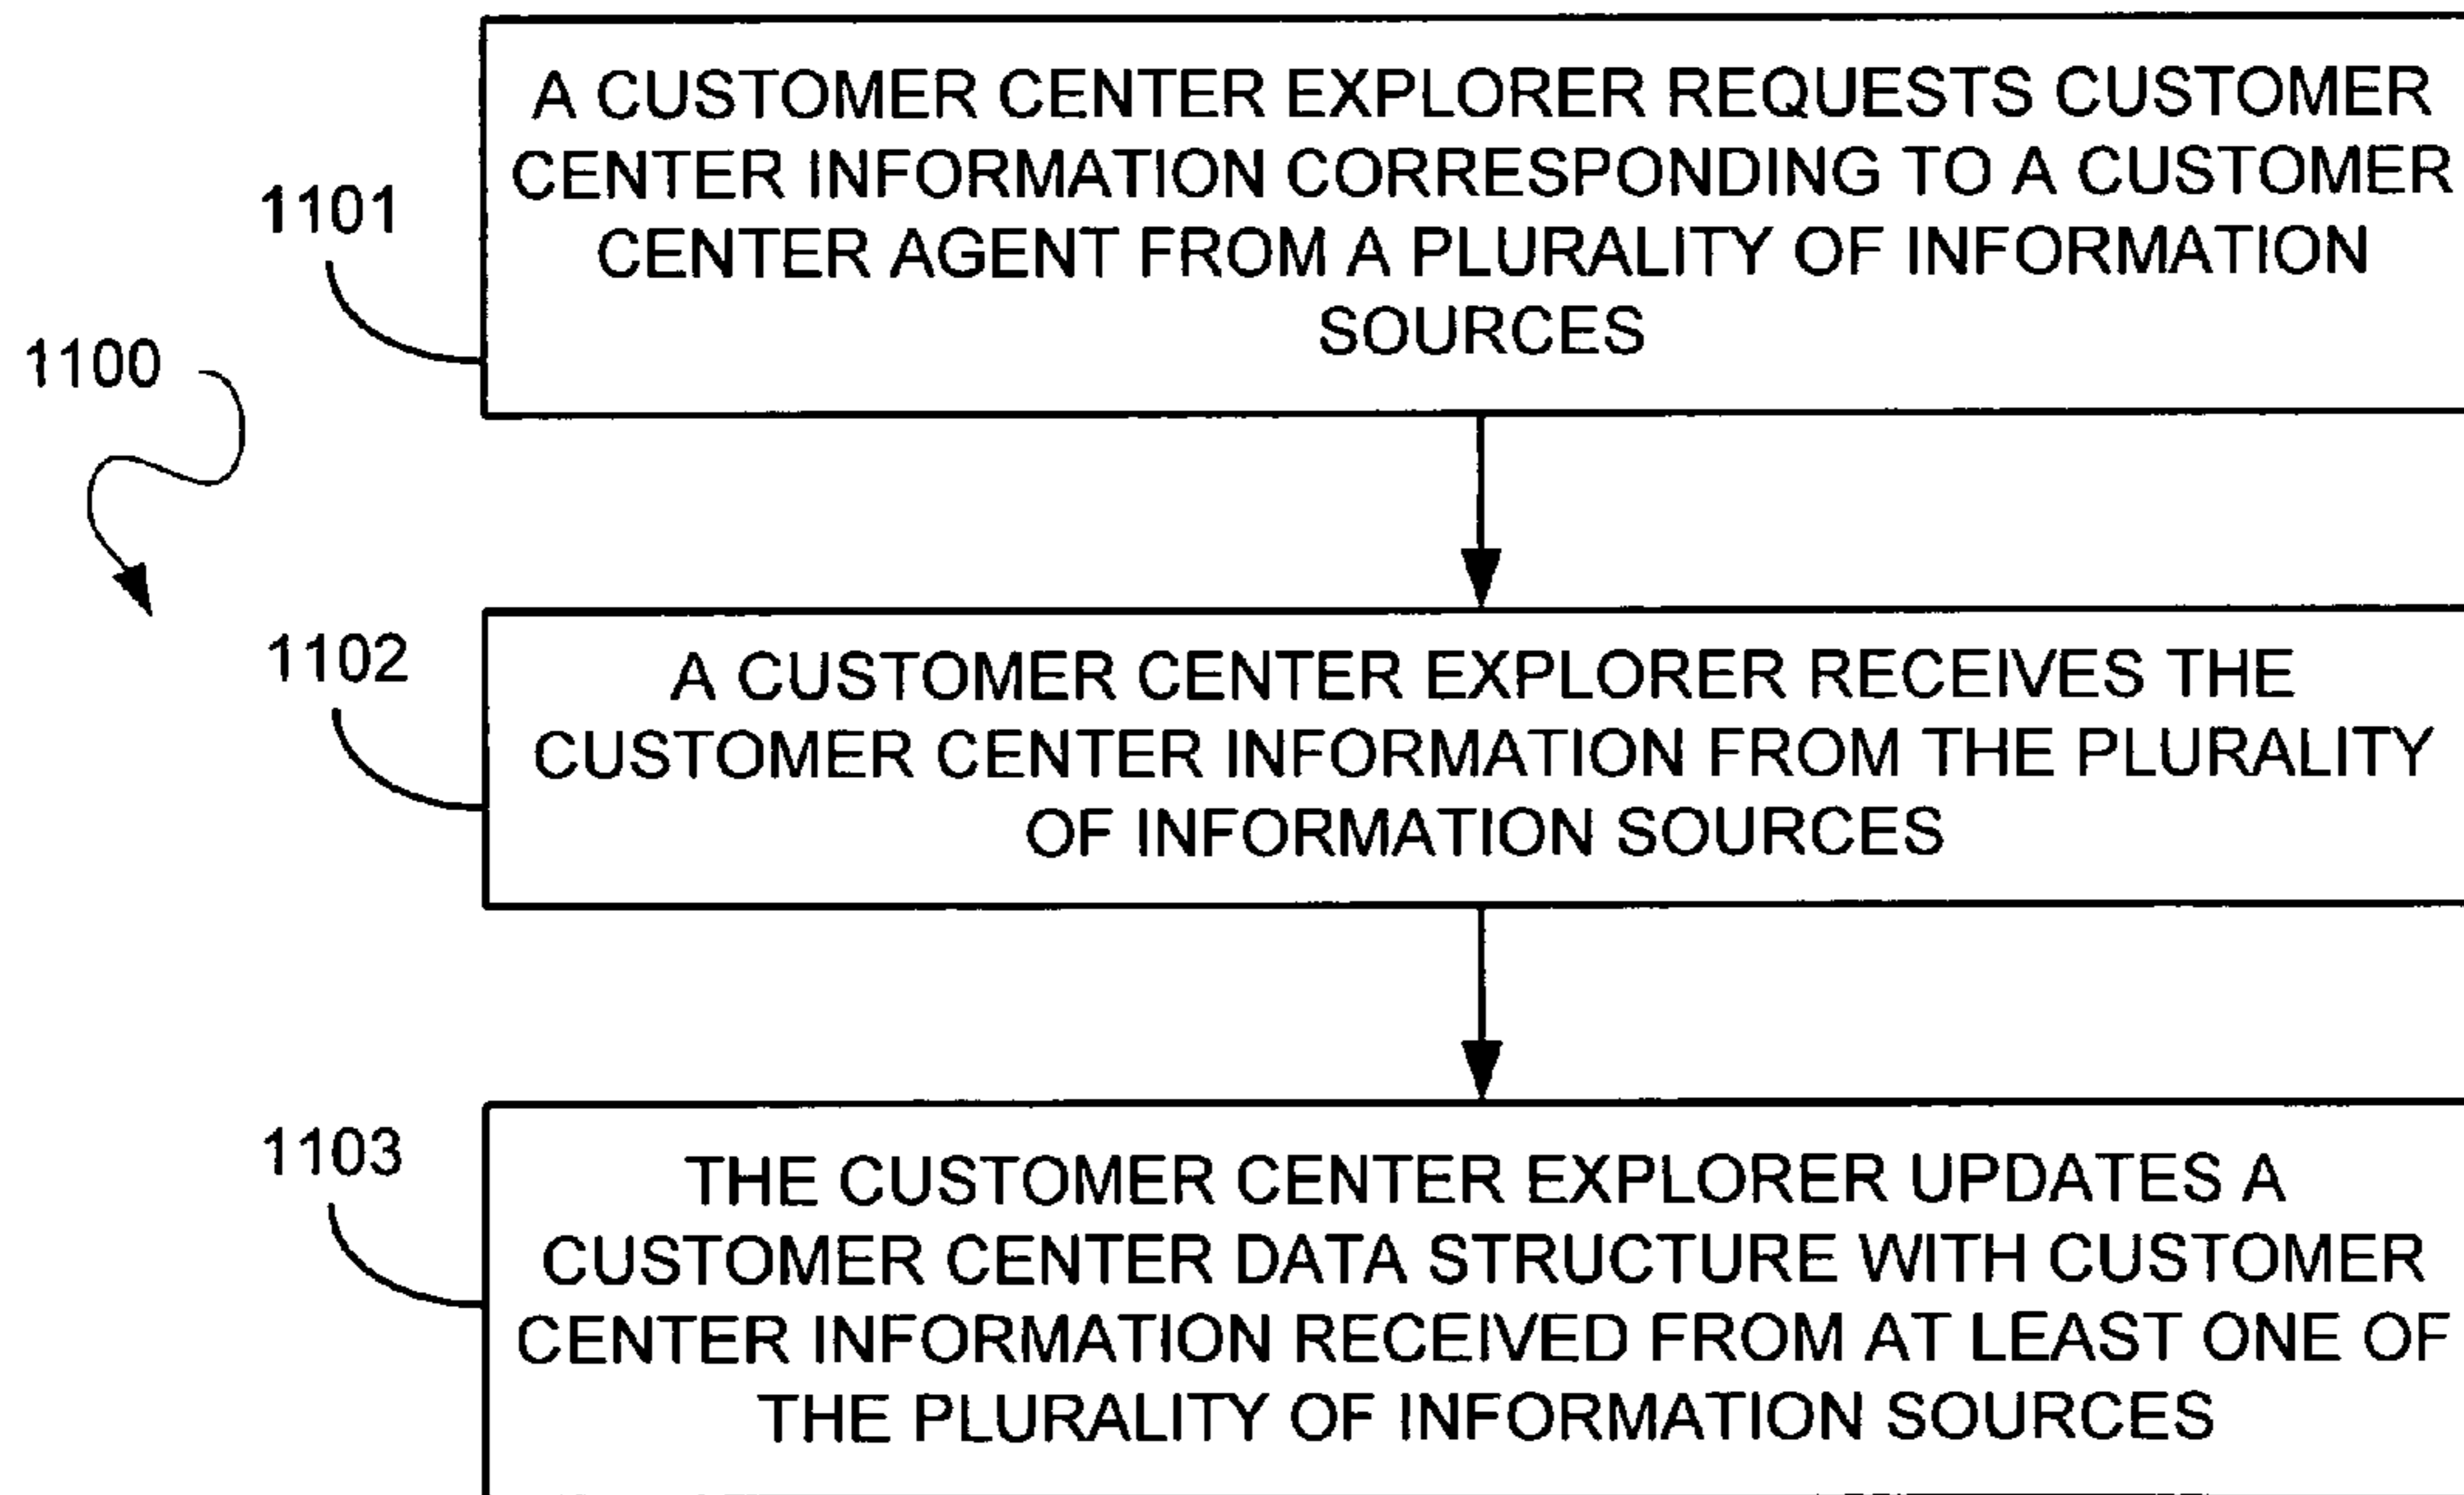 A CUSTOMER CENTER EXPLORER REQUESTS CUSTOMER
CENTER INFORMATION CORRESPONDING TO A CUSTOMER
CENTER AGENT FROM A PLURALITY OF INFORMATION
SOURCES
1101
1100
1102
A CUSTOMER CENTER EXPLORER RECEIVES THE
CUSTOMER CENTER INFORMATION FROM THE PLURALITY
OF INFORMATION SOURCES
1103
THE CUSTOMER CENTER EXPLORER UPDATES A
CUSTOMER CENTER DATA STRUCTURE WITH CUSTOMER
CENTER INFORMATION RECEIVED FROM AT LEAST ONE OF
THE PLURALITY OF INFORMATION SOURCES